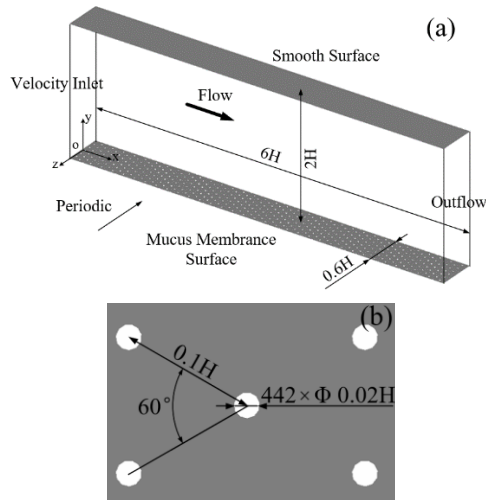 (a)
Smooth Surface
Velocity Inlet
Flow
y
o
x
z
6H
2H
Outflow
Periodic
Mucus Membrance
Surface
0.6H
(b)
0.1H
60°
442×Φ 0.02H